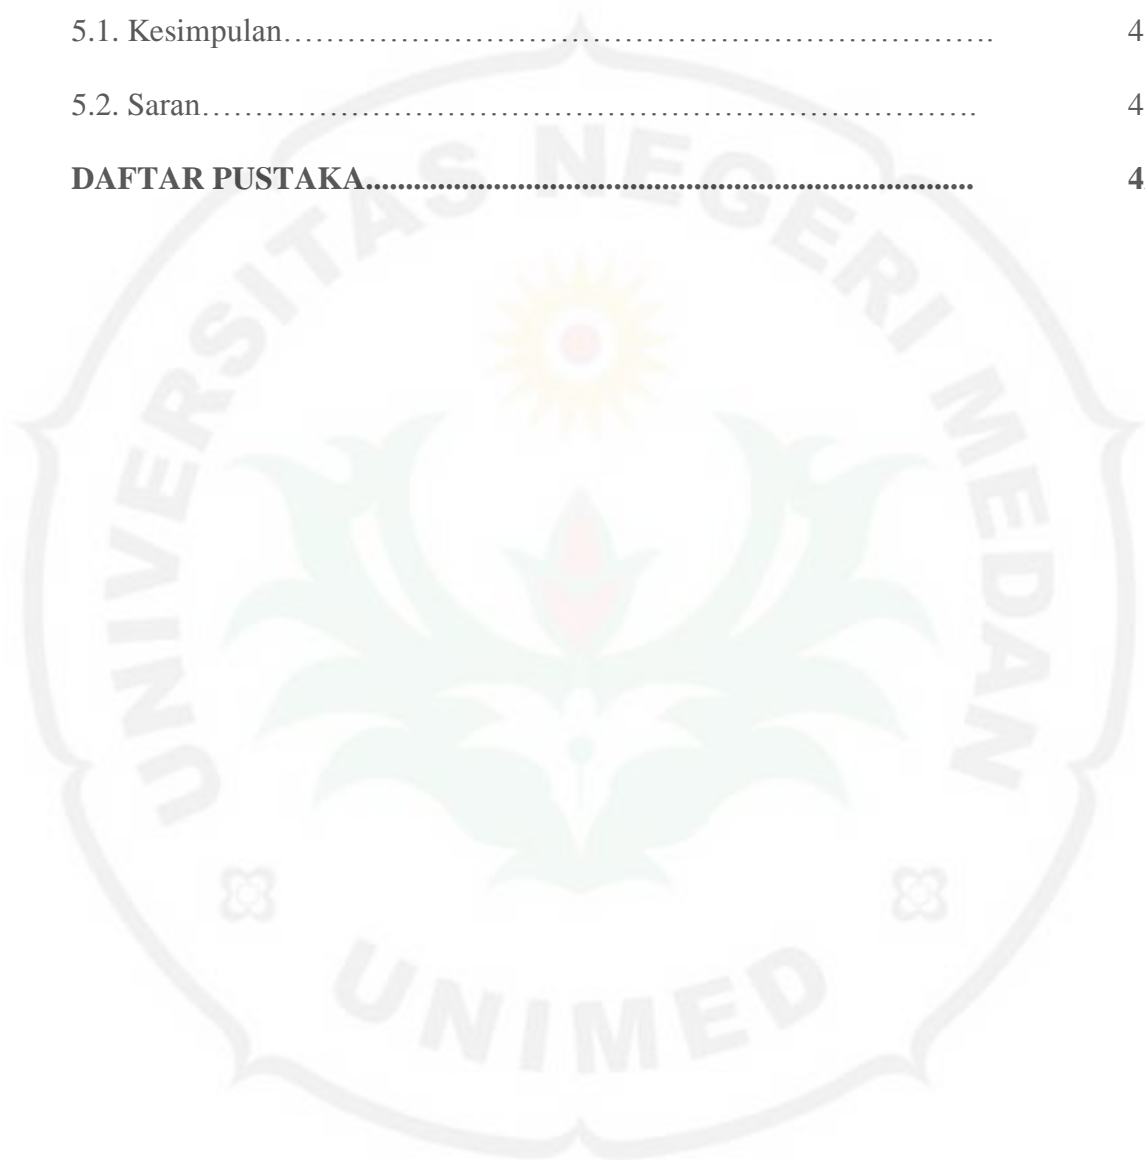 5.1. Kesimpulan…………………………………………………………. 4
5.2. Saran………………………………………………………………. 4
DAFTAR PUSTAKA........................................................................... 4
UNIVERSITAS NEGERI MEDAN
UNIMED